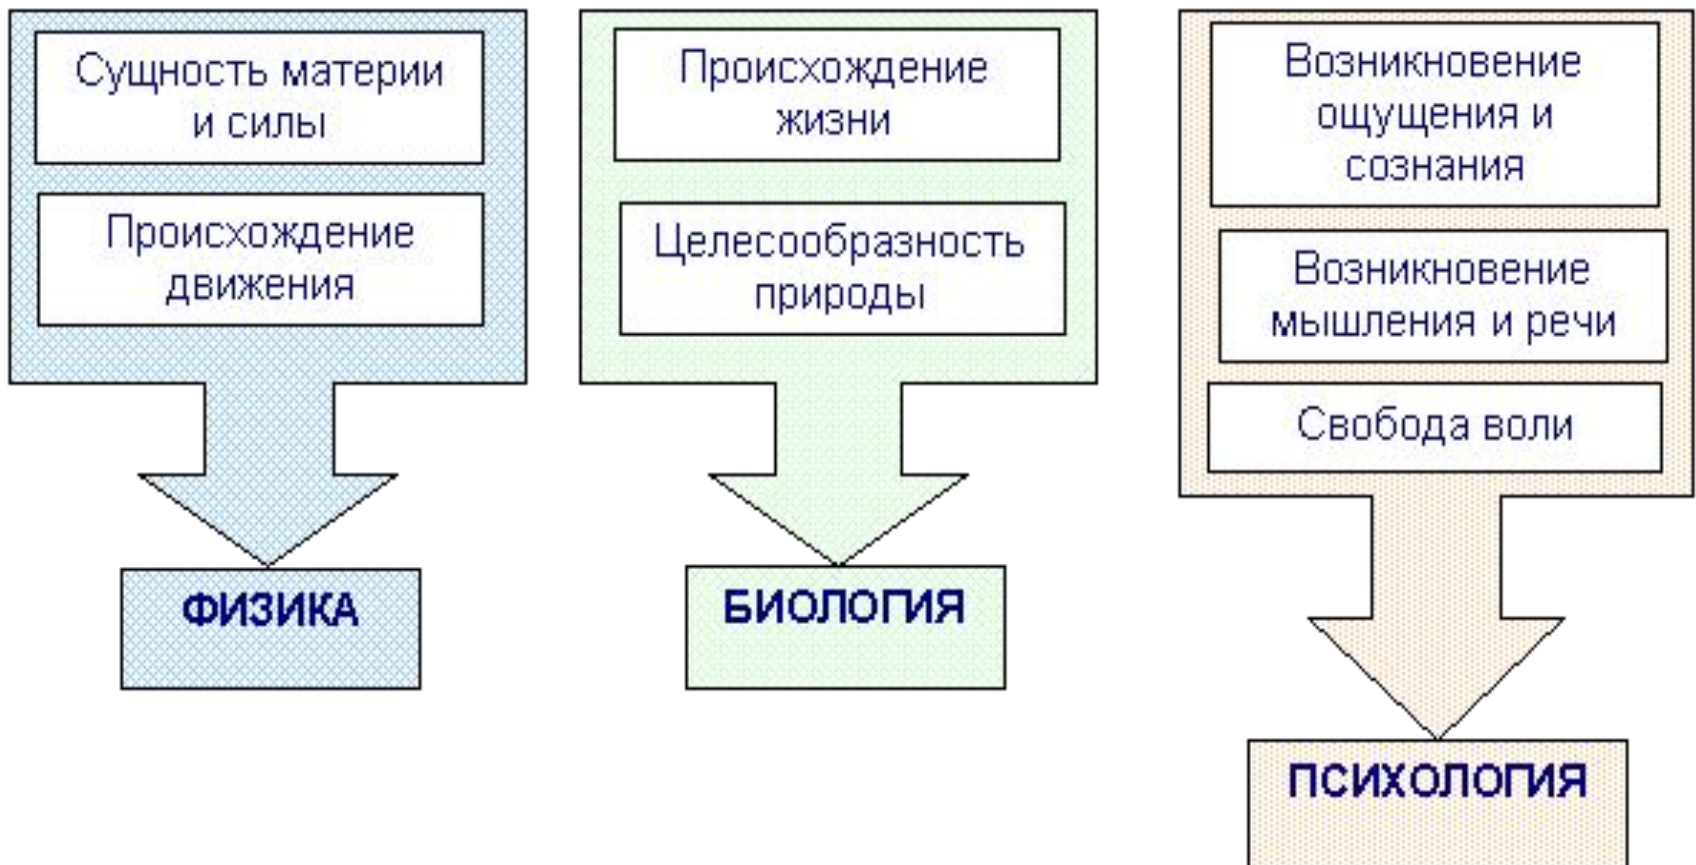 Сущность материи
и силы
Происхождение
движения
ФИЗИКА
Происхождение
жизни
Целесообразность
природы
БИОЛОГИЯ
Возникновение
ощущения и
сознания
Возникновение
мышления и речи
Свобода воли
ПСИХОЛОГИЯ